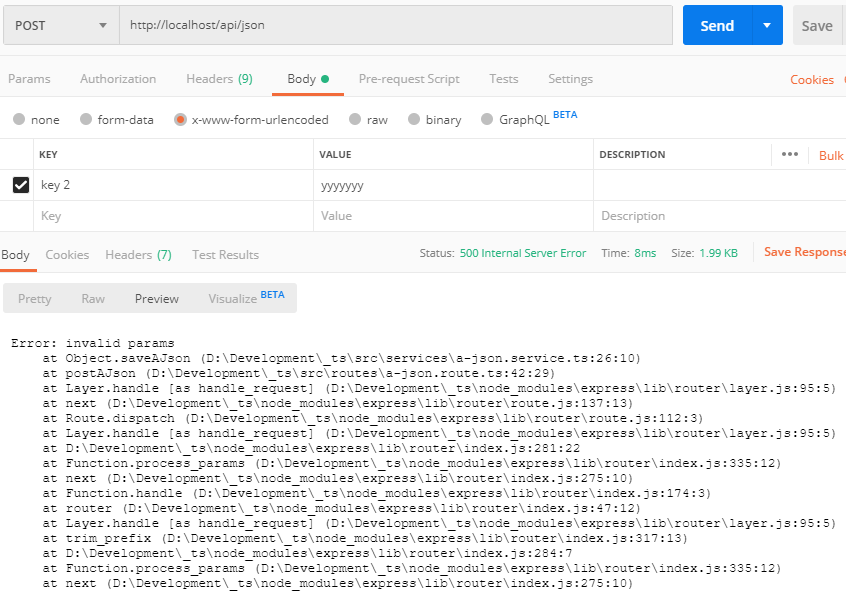 POST http://localhost/api/json Send Save
Params Authorization Headers (9) Body Pre-request Script Tests Settings Cookies
none form-data x-www-form-urlencoded raw binary GraphQL BETA
KEY VALUE DESCRIPTION ••• Bulk
key 2 yyyyyyy
Key Value Description
Body Cookies Headers (7) Test Results Status: 500 Internal Server Error Time: 8ms Size: 1.99 KB Save Response
Pretty Raw Preview Visualize BETA
Error: invalid params
at Object.saveAJson (D:\Development\_ts\src\services\a-json.service.ts:26:10)
at postAJson (D:\Development\_ts\src\routes\a-json.route.ts:42:29)
at Layer.handle [as handle_request] (D:\Development\_ts\node_modules\express\lib\router\layer.js:95:5)
at next (D:\Development\_ts\node_modules\express\lib\router\route.js:137:13)
at Route.dispatch (D:\Development\_ts\node_modules\express\lib\router\route.js:112:3)
at Layer.handle [as handle_request] (D:\Development\_ts\node_modules\express\lib\router\layer.js:95:5)
at D:\Development\_ts\node_modules\express\lib\router\index.js:281:22
at Function.process_params (D:\Development\_ts\node_modules\express\lib\router\index.js:335:12)
at next (D:\Development\_ts\node_modules\express\lib\router\index.js:275:10)
at Function.handle (D:\Development\_ts\node_modules\express\lib\router\index.js:174:3)
at router (D:\Development\_ts\node_modules\express\lib\router\index.js:47:12)
at Layer.handle [as handle_request] (D:\Development\_ts\node_modules\express\lib\router\layer.js:95:5)
at trim_prefix (D:\Development\_ts\node_modules\express\lib\router\index.js:317:13)
at D:\Development\_ts\node_modules\express\lib\router\index.js:284:7
at Function.process_params (D:\Development\_ts\node_modules\express\lib\router\index.js:335:12)
at next (D:\Development\_ts\node_modules\express\lib\router\index.js:275:10)